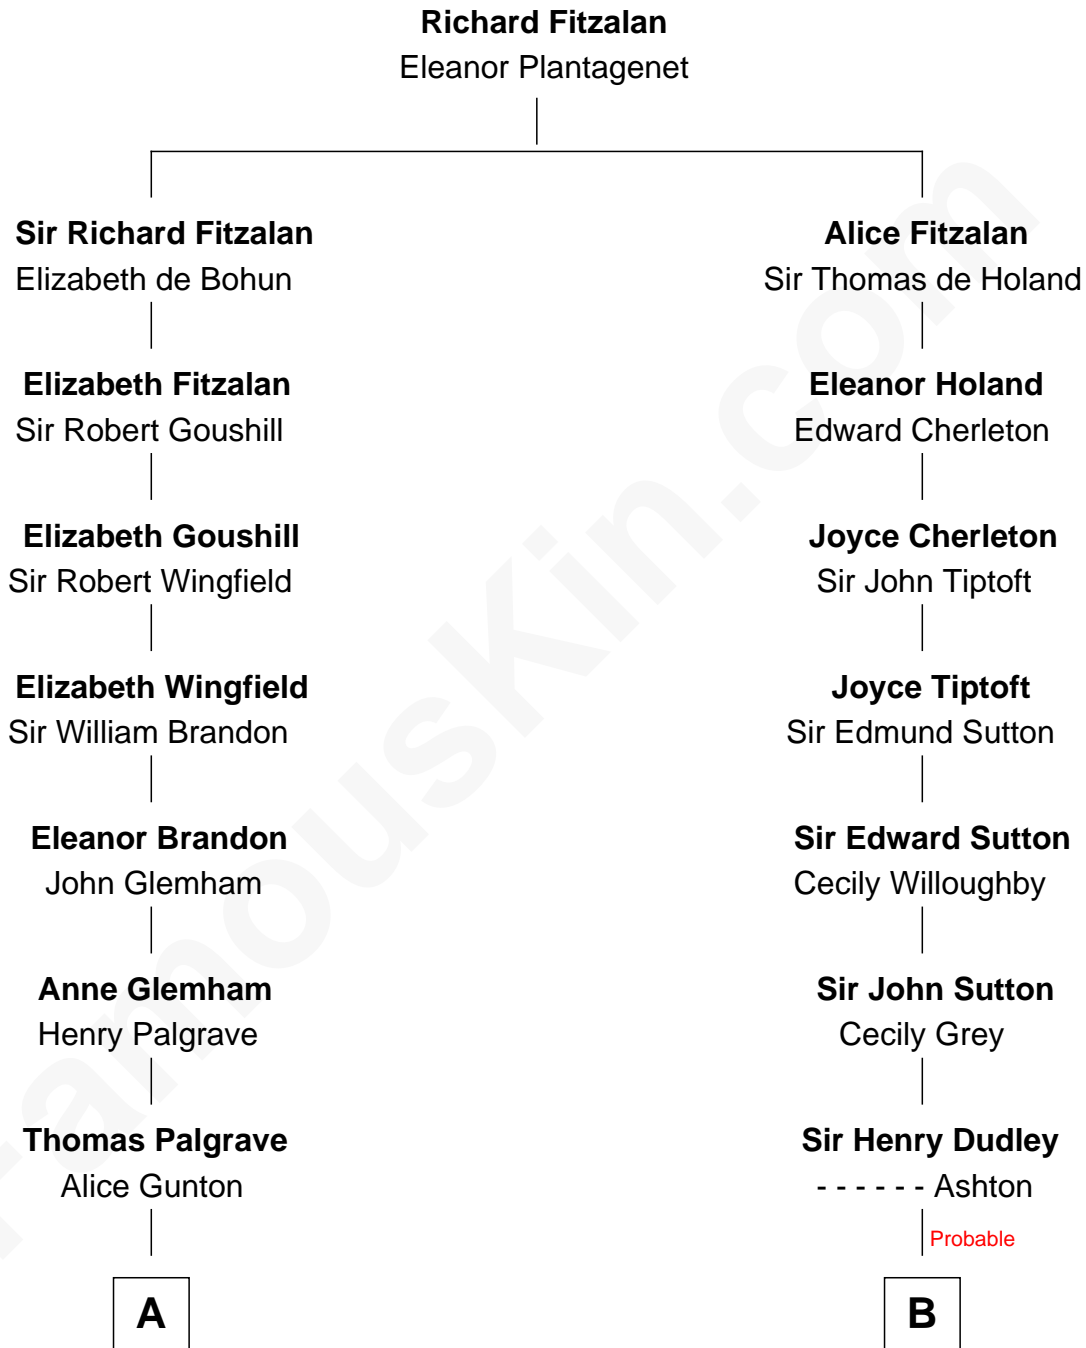 Richard Fitzalan
Eleanor Plantagenet
Sir Richard Fitzalan
Elizabeth de Bohun
Elizabeth Fitzalan
Sir Robert Goushill
Elizabeth Goushill
Sir Robert Wingfield
Elizabeth Wingfield
Sir William Brandon
Eleanor Brandon
John Glemham
Anne Glemham
Henry Palgrave
Thomas Palgrave
Alice Gunton
A
Alice Fitzalan
Sir Thomas de Holand
Eleanor Holand
Edward Cherleton
Joyce Cherleton
Sir John Tiptoft
Joyce Tiptoft
Sir Edmund Sutton
Sir Edward Sutton
Cecily Willoughby
Sir John Sutton
Cecily Grey
Sir Henry Dudley
- - - - - - Ashton
Probable
B
FamousKin.com